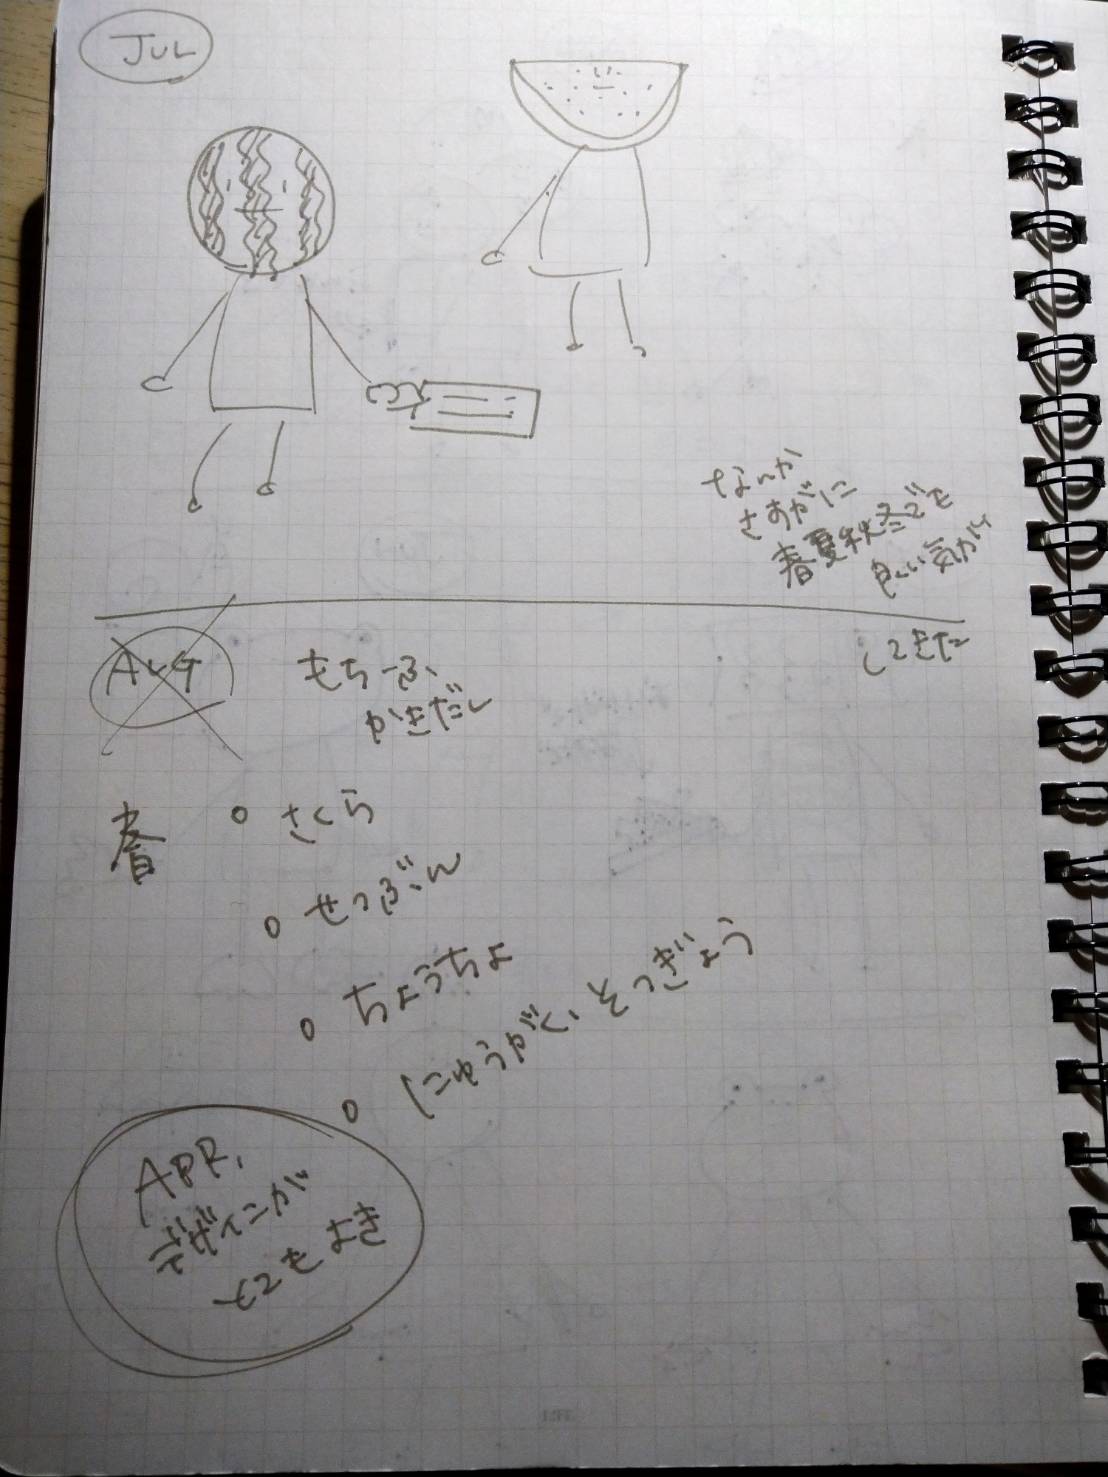 JUL
なんか
さすがに
春夏秋冬でも
良い気が
してきた
AUG
もちーふ
かきだし
春
さくら
せつぶん
ちょうちょ
にゅうがく、そつぎょう
APR,
デザインが
とてもよき